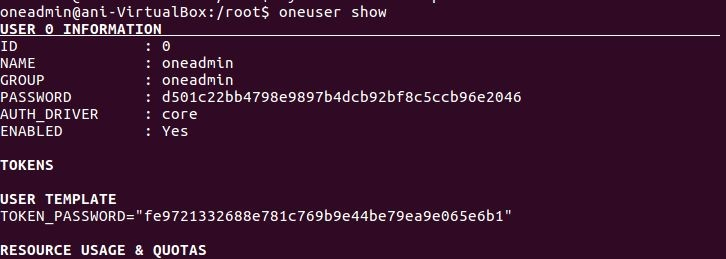 oneadmin@ani-VirtualBox:/root$ oneuser show
USER 0 INFORMATION
ID : 0
NAME : oneadmin
GROUP : oneadmin
PASSWORD : d501c22bb4798e9897b4dcb92bf8c5ccb96e2046
AUTH_DRIVER : core
ENABLED : Yes
TOKENS
USER TEMPLATE
TOKEN_PASSWORD="fe9721332688e781c769b9e44be79ea9e065e6b1"
RESOURCE USAGE & QUOTAS